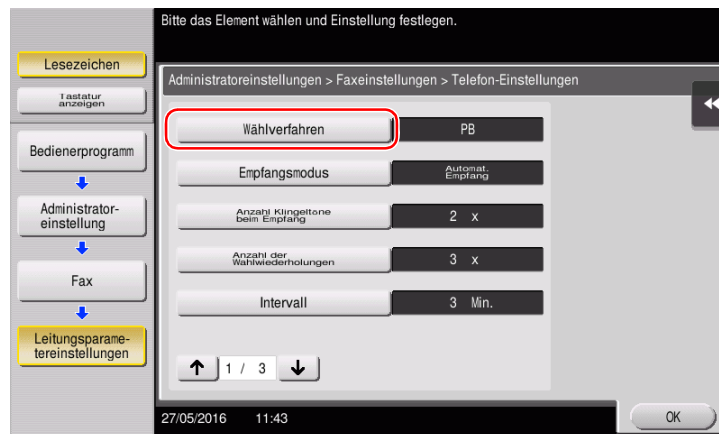 Bitte das Element wählen und Einstellung festlegen.
Lesezeichen
Tastatur
anzeigen
Bedienerprogramm
Administrator-
einstellung
Fax
Leitungsparame-
tereinstellungen
Administratoreinstellungen > Faxeinstellungen > Telefon-Einstellungen
Wählverfahren
PB
Empfangsmodus
Automat.
Empfang
Anzahl Klingeltone
beim Empfang
2 x
Anzahl der
Wahlwiederholungen
3 x
Intervall
3 Min.
1 / 3
27/05/2016 11:43
OK